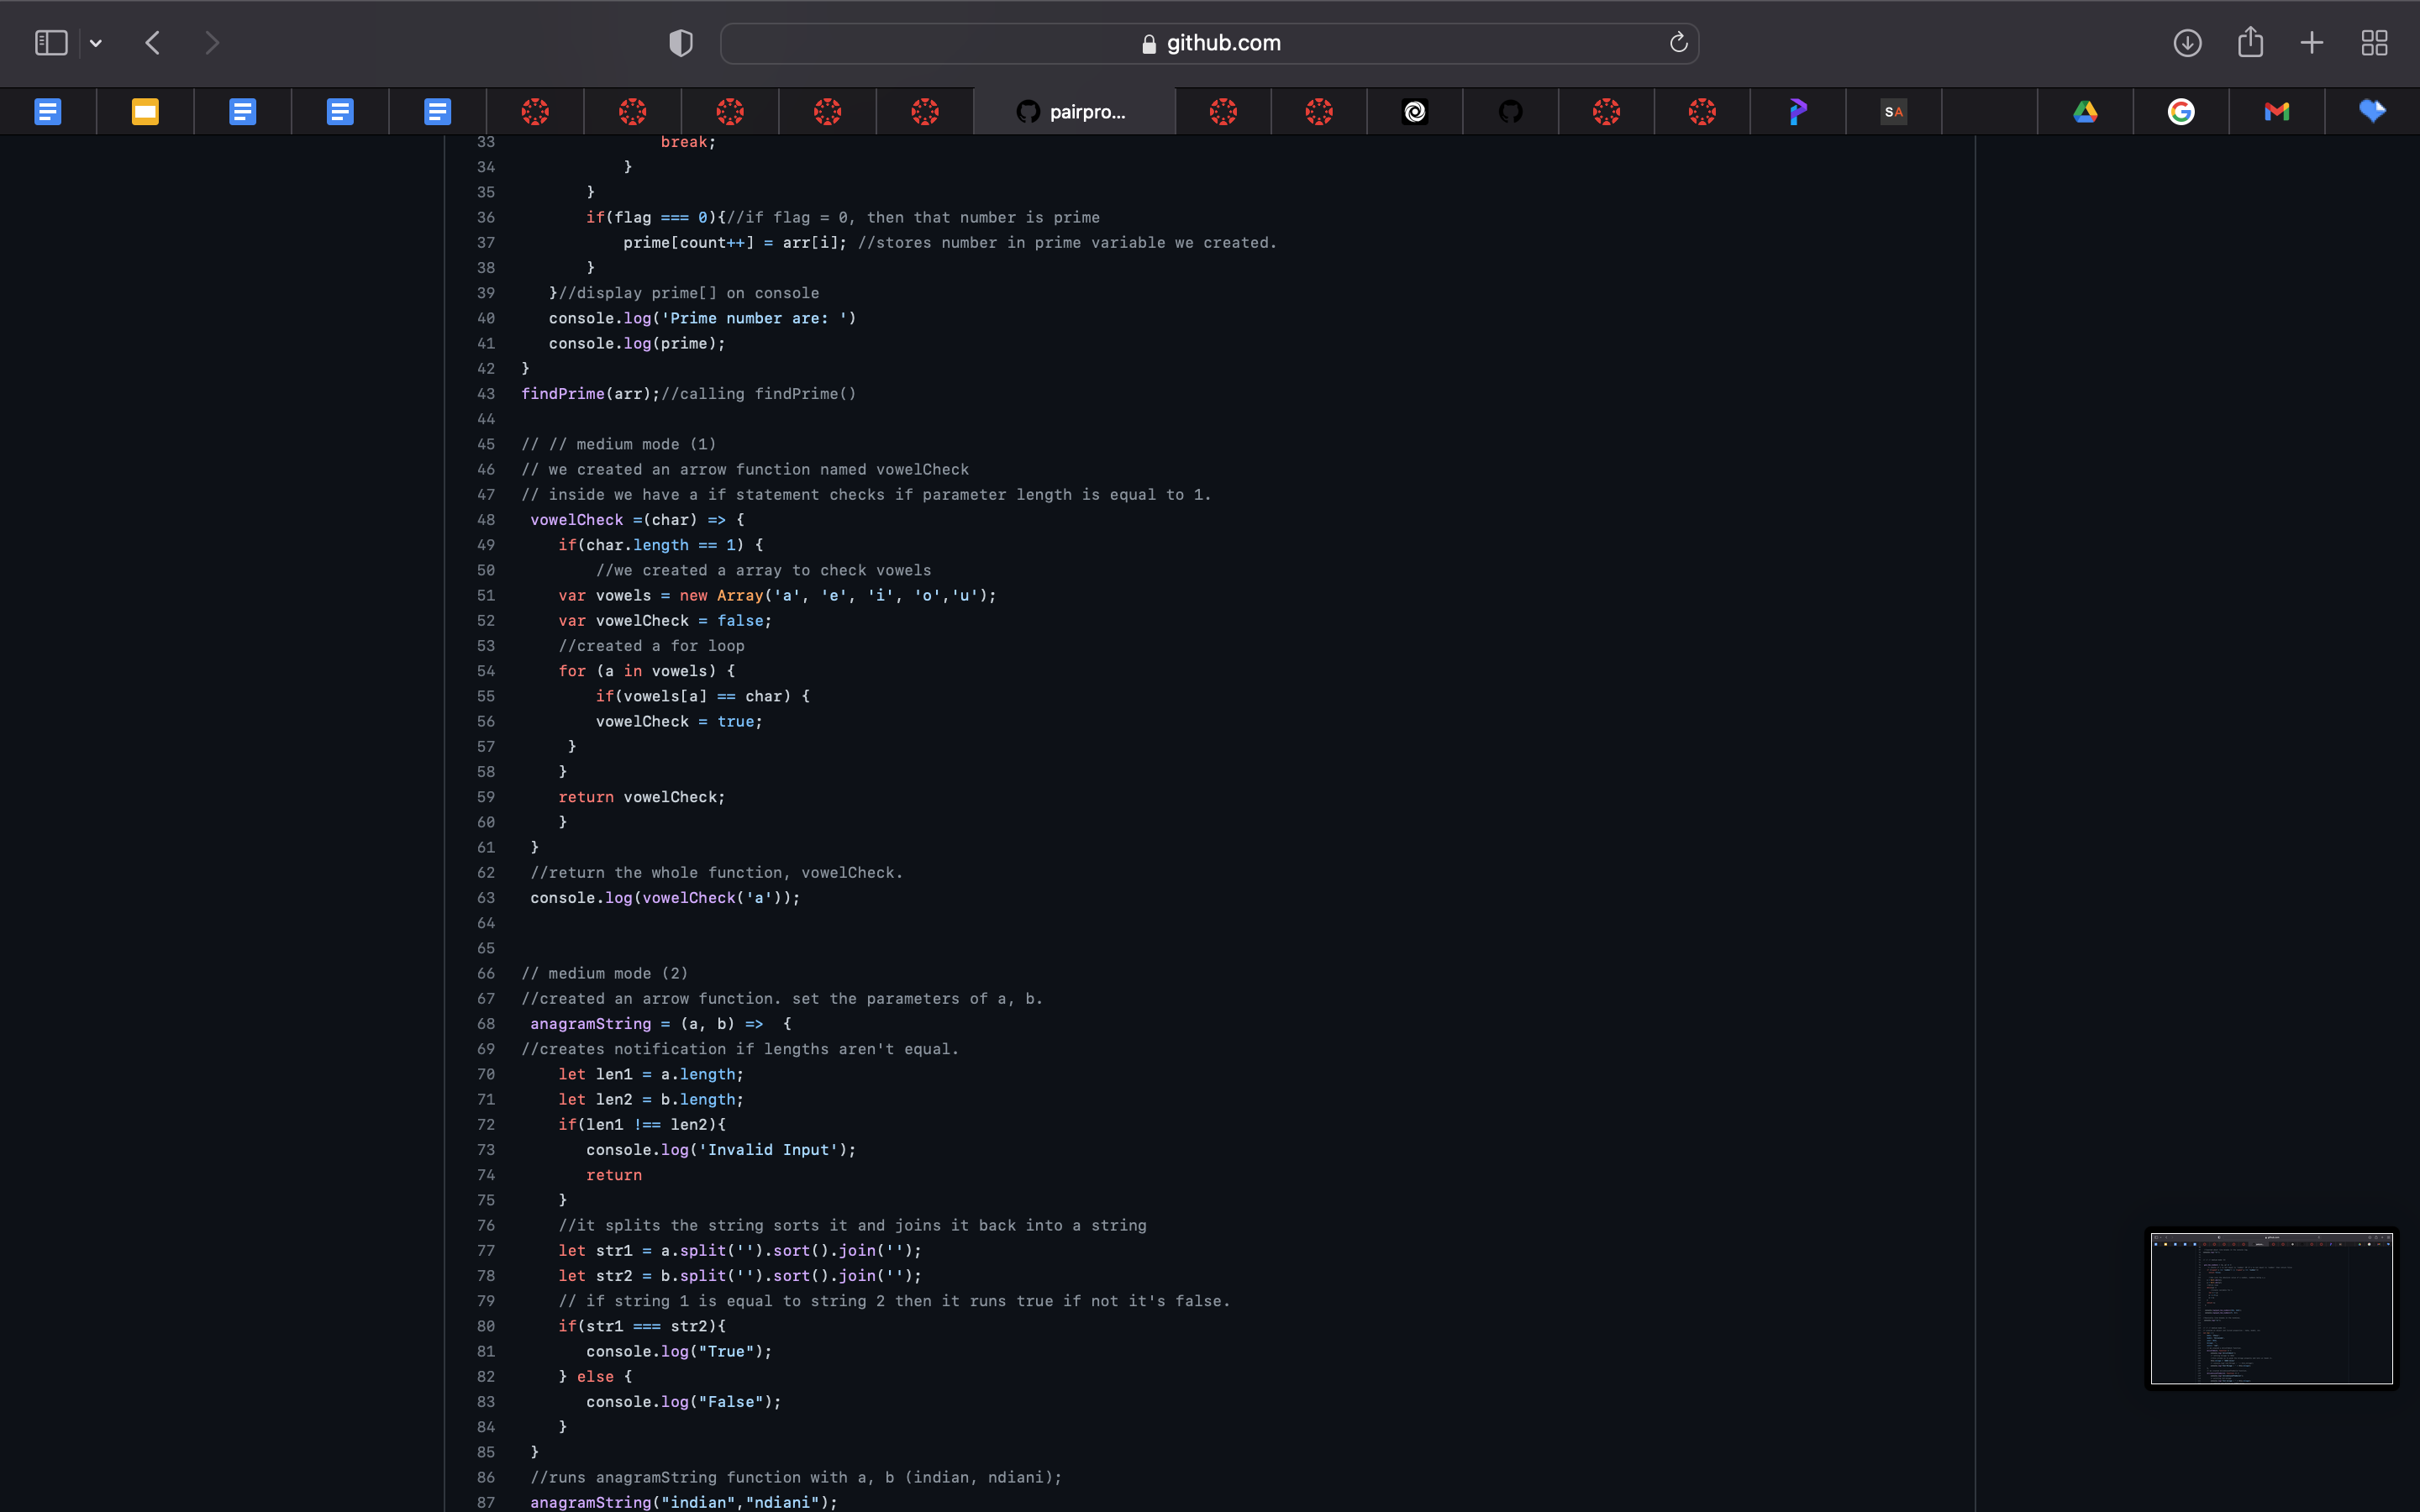 github.com
pairpro...
SA
33 break;
34 }
35 }
36 if(flag === 0){//if flag = 0, then that number is prime
37 prime[count++] = arr[i]; //stores number in prime variable we created.
38 }
39 }//display prime[] on console
40 console.log('Prime number are: ')
41 console.log(prime);
42 }
43 findPrime(arr);//calling findPrime()
44
45 // // medium mode (1)
46 // we created an arrow function named vowelCheck
47 // inside we have a if statement checks if parameter length is equal to 1.
48 vowelCheck =(char) => {
49 if(char.length == 1) {
50 //we created a array to check vowels
51 var vowels = new Array('a', 'e', 'i', 'o','u');
52 var vowelCheck = false;
53 //created a for loop
54 for (a in vowels) {
55 if(vowels[a] == char) {
56 vowelCheck = true;
57 }
58 }
59 return vowelCheck;
60 }
61 }
62 //return the whole function, vowelCheck.
63 console.log(vowelCheck('a'));
64
65
66 // medium mode (2)
67 //created an arrow function. set the parameters of a, b.
68 anagramString = (a, b) =>  {
69 //creates notification if lengths aren't equal.
70 let len1 = a.length;
71 let len2 = b.length;
72 if(len1 !== len2){
73 console.log('Invalid Input');
74 return
75 }
76 //it splits the string sorts it and joins it back into a string
77 let str1 = a.split('').sort().join('');
78 let str2 = b.split('').sort().join('');
79 // if string 1 is equal to string 2 then it runs true if not it's false.
80 if(str1 === str2){
81 console.log("True");
82 } else {
83 console.log("False");
84 }
85 }
86 //runs anagramString function with a, b (indian, ndiani);
87 anagramString("indian","ndiani");